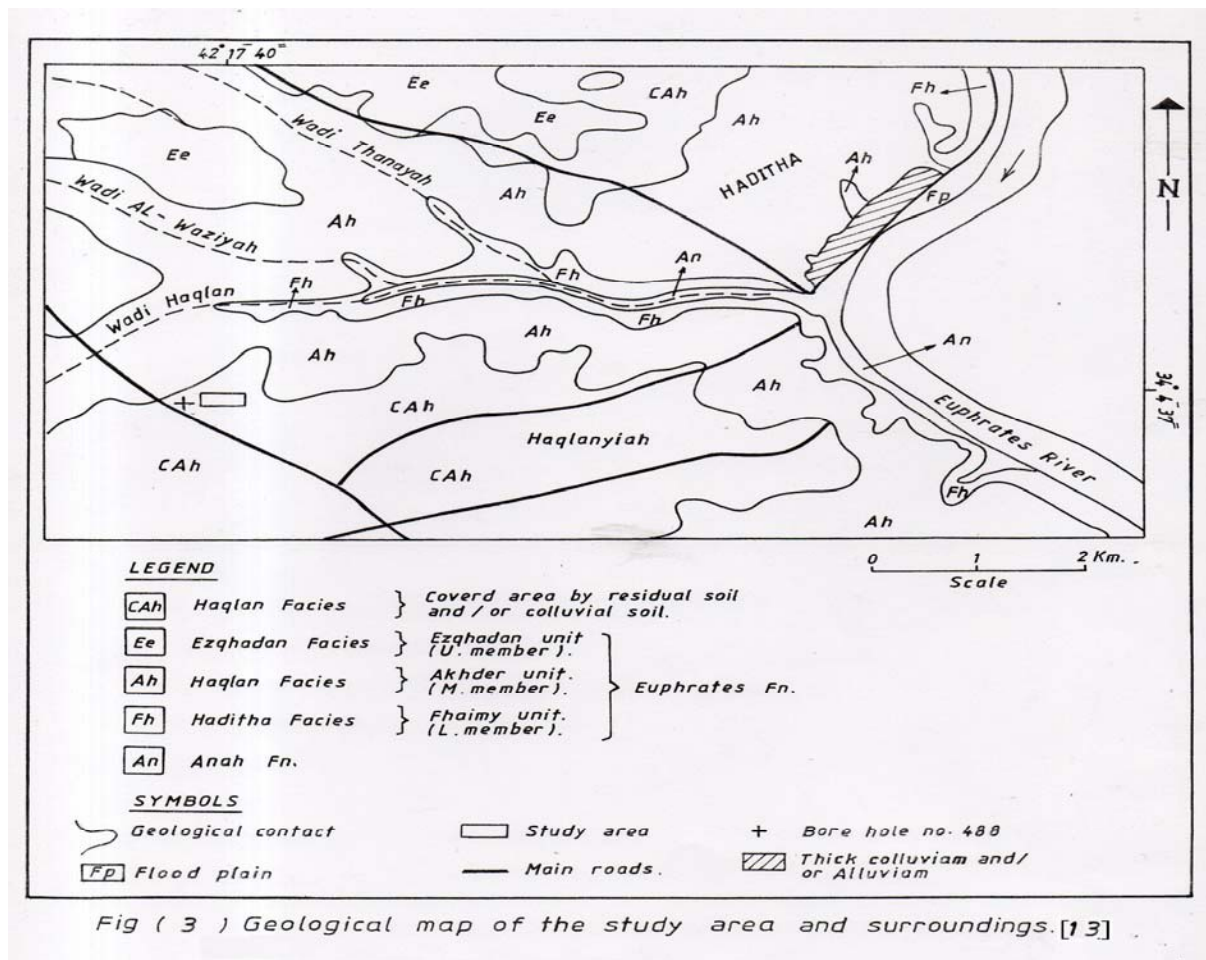 42° 17′ 40″
Ee
CAh
Ee
Ah
Fh
Wadi Thanayah
Ee
Ah
HADITHA
Ah
Fp
N
Wadi AL-Waziyah
Ah
An
Fh
Fh
Fh
Wadi Haqlan
Fh
Ah
Ah
An
Ah
CAh
Euphrates River
Haqlanyiah
CAh
CAh
Fh
Ah
0 1 2 Km.
Scale
LEGEND
CAh Haqlan Facies } Coverd area by residual soil
and / or colluvial soil.
Ee Ezqhadan Facies } Ezqhadan unit
(U. member).
Ah Haqlan Facies } Akhder unit.
(M. member). } Euphrates Fn.
Fh Haditha Facies } Fhaimy unit.
(L. member).
An Anah Fn.
SYMBOLS
Geological contact
Study area
+ Bore hole no. 488
Fp Flood plain
Main roads.
Thick colluviam and/
or Alluviam
Fig ( 3 ) Geological map of the study area and surroundings. [13]